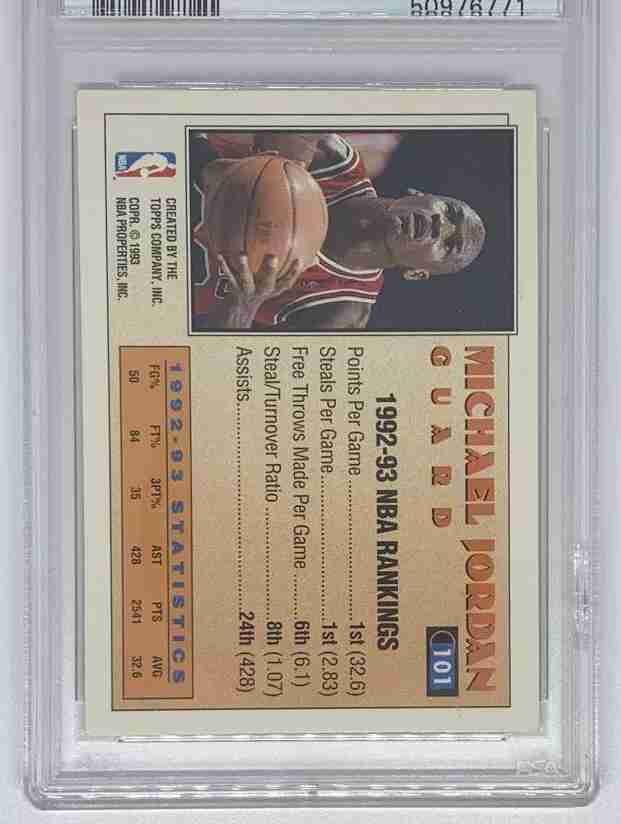 60976771
MICHAEL JORDAN
GUARD
101
1992-93 NBA RANKINGS
Points Per Game..................1st (32.6)
Steals Per Game..................1st (2.83)
Free Throws Made Per Game ....6th (6.1)
Steal/Turnover Ratio ..............8th (1.07)
Assists.............................24th (428)
1992-93 STATISTICS
FG% FT% 3PT% AST PTS AVG
50 84 35 428 2541 32.6
NBA
CREATED BY THE
TOPPS COMPANY, INC.
COPR. © 1993
NBA PROPERTIES, INC.
PSA